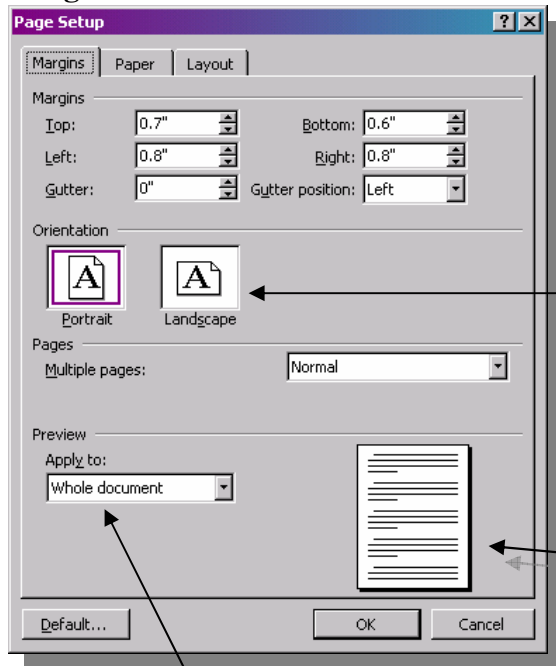 Page Setup
Margins Paper Layout
Margins
Top: 0.7" Bottom: 0.6"
Left: 0.8" Right: 0.8"
Gutter: 0" Gutter position: Left
Orientation
A A
Portrait Landscape
Pages
Multiple pages: Normal
Preview
Apply to:
Whole document
Default... OK Cancel